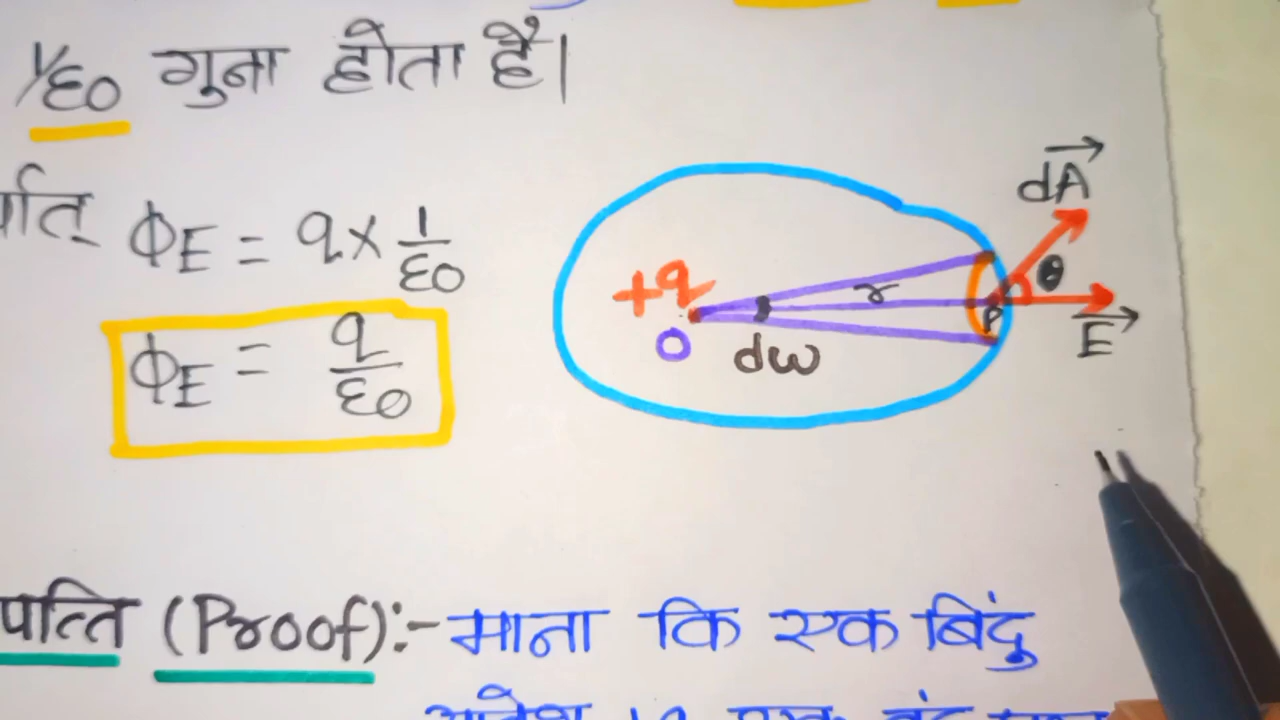 1/ε0 गुना होता है।
ΦE = q × 1/ε0
ΦE = q/ε0
dA→
θ
+q
r
P
E→
O
dω
(Proof):- माना कि एक बिंदु